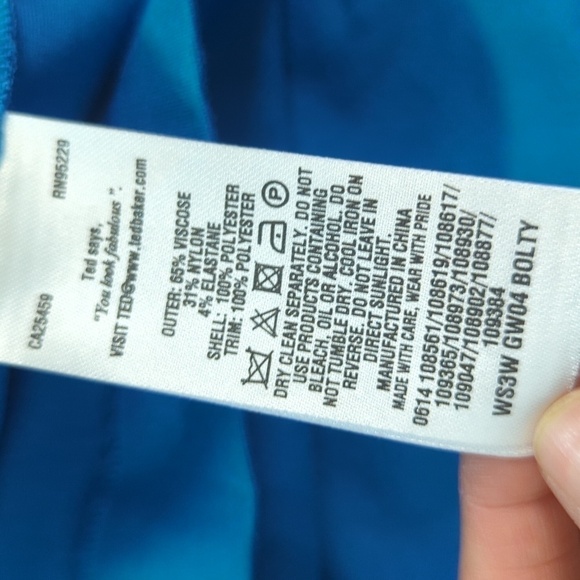 CA25459 RN95229
Ted says,
"You look fabulous".
VISIT TED@www.tedbaker.com
OUTER: 65% VISCOSE
31% NYLON
4% ELASTANE
SHELL: 100% POLYESTER
TRIM: 100% POLYESTER
P
DRY CLEAN SEPARATELY. DO NOT
USE PRODUCTS CONTAINING
BLEACH, OIL OR ALCOHOL. DO
NOT TUMBLE DRY. COOL IRON ON
REVERSE. DO NOT LEAVE IN
DIRECT SUNLIGHT.
MANUFACTURED IN CHINA
MADE WITH CARE, WEAR WITH PRIDE
0614 108561/108619/108617/
109365/108973/108930/
109047/108902/108877/
109384
WS3W GW04 BOLTY